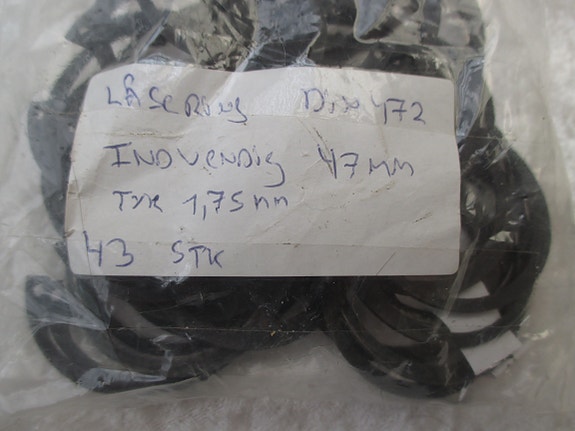 LÅSERING DIN 472
INDVENDIG 47 MM
TYK 1,75 MM
43 STK